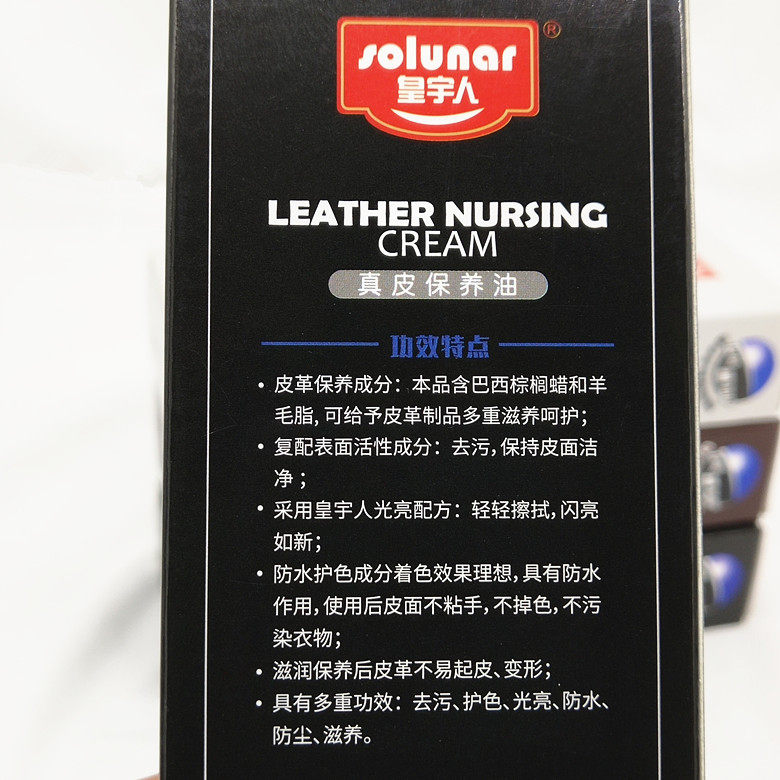 solunar®
皇宇人
LEATHER NURSING
CREAM
真皮保养油
功效特点
• 皮革保养成分：本品含巴西棕榈蜡和羊
毛脂, 可给予皮革制品多重滋养呵护；
• 复配表面活性成分：去污, 保持皮面洁
净；
• 采用皇宇人光亮配方：轻轻擦拭, 闪亮
如新；
• 防水护色成分着色效果理想, 具有防水
作用, 使用后皮面不粘手, 不掉色, 不污
染衣物；
• 滋润保养后皮革不易起皮、变形；
• 具有多重功效：去污、护色、光亮、防水、
防尘、滋养。